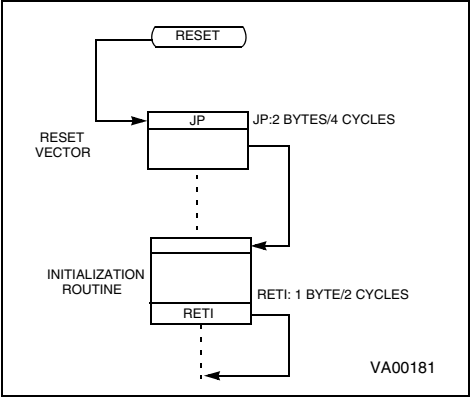 RESET
JP
JP:2 BYTES/4 CYCLES
RESET
VECTOR
INITIALIZATION
ROUTINE
RETI: 1 BYTE/2 CYCLES
RETI
VA00181